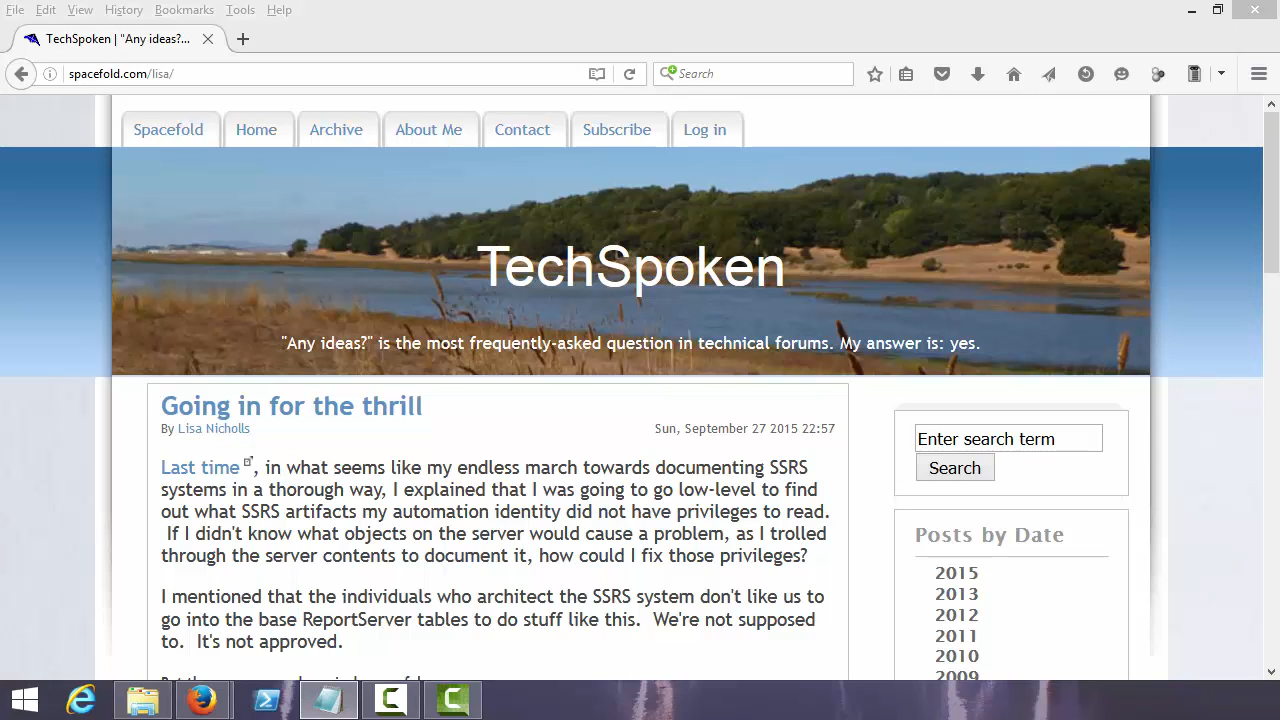 File Edit View History Bookmarks Tools Help
TechSpoken | "Any ideas?...
spacefold.com/lisa/
Search
Spacefold Home Archive About Me Contact Subscribe Log in
TechSpoken
"Any ideas?" is the most frequently-asked question in technical forums. My answer is: yes.
Going in for the thrill
By Lisa Nicholls Sun, September 27 2015 22:57
Last time, in what seems like my endless march towards documenting SSRS
systems in a thorough way, I explained that I was going to go low-level to find
out what SSRS artifacts my automation identity did not have privileges to read.
If I didn't know what objects on the server would cause a problem, as I trolled
through the server contents to document it, how could I fix those privileges?
I mentioned that the individuals who architect the SSRS system don't like us to
go into the base ReportServer tables to do stuff like this. We're not supposed
to. It's not approved.
Enter search term
Search
Posts by Date
2015
2013
2012
2011
2010
2009